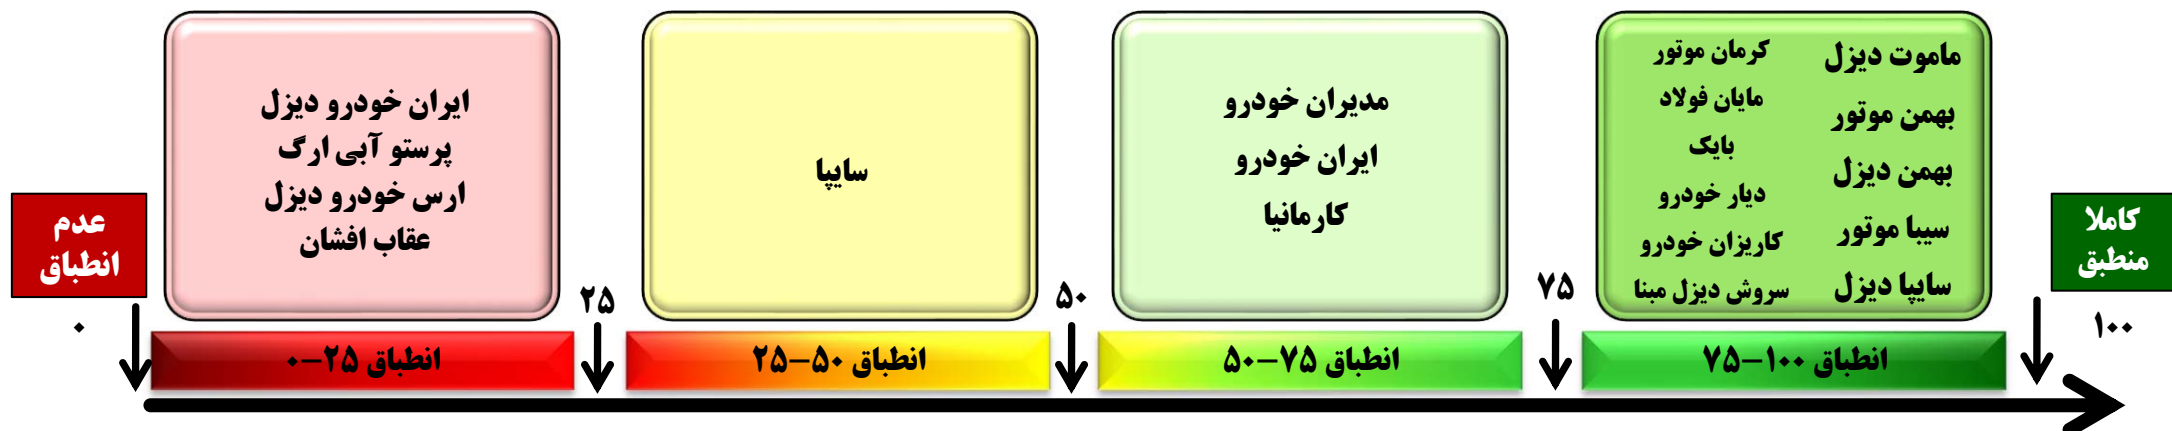 کاملا
منطبق
۱۰۰
ماموت دیزل
بهمن موتور
بهمن دیزل
سیبا موتور
سایپا دیزل
کرمان موتور
مایان فولاد
بایک
دیار خودرو
کاریزان خودرو
سروش دیزل مبنا
انطباق ۱۰۰-۷۵
۷۵
مدیران خودرو
ایران خودرو
کارمانیا
انطباق ۷۵-۵۰
۵۰
سایپا
انطباق ۵۰-۲۵
۲۵
ایران خودرو دیزل
پرستو آبی ارگ
ارس خودرو دیزل
عقاب افشان
انطباق ۲۵-۰
عدم
انطباق
۰